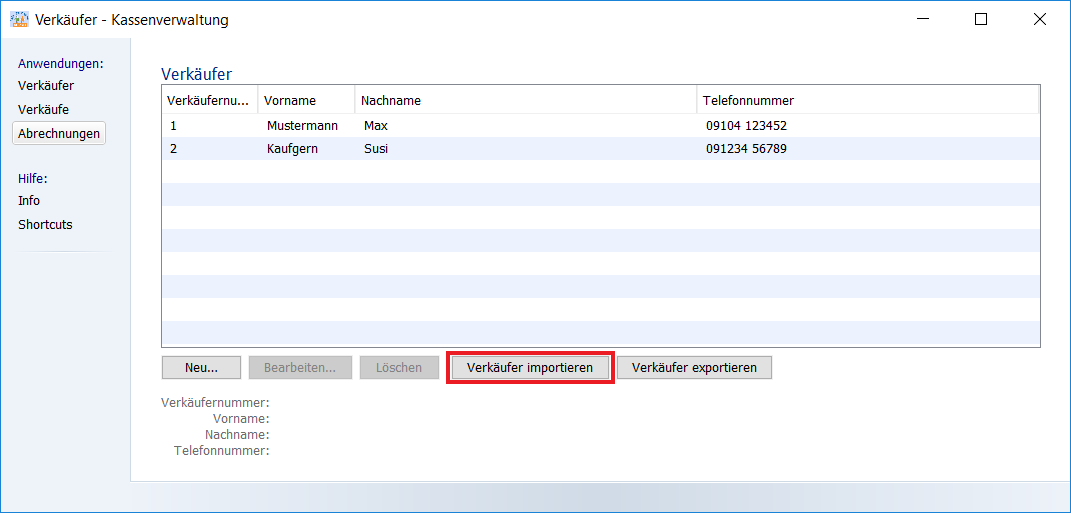 Verkäufer - Kassenverwaltung
Anwendungen:
Verkäufer
Verkäufe
Abrechnungen
Hilfe:
Info
Shortcuts
Verkäufer
Verkäufernu... Vorname Nachname Telefonnummer
1 Mustermann Max 09104 123452
2 Kaufgern Susi 091234 56789
Neu... Bearbeiten... Löschen Verkäufer importieren Verkäufer exportieren
Verkäufernummer:
Vorname:
Nachname:
Telefonnummer: